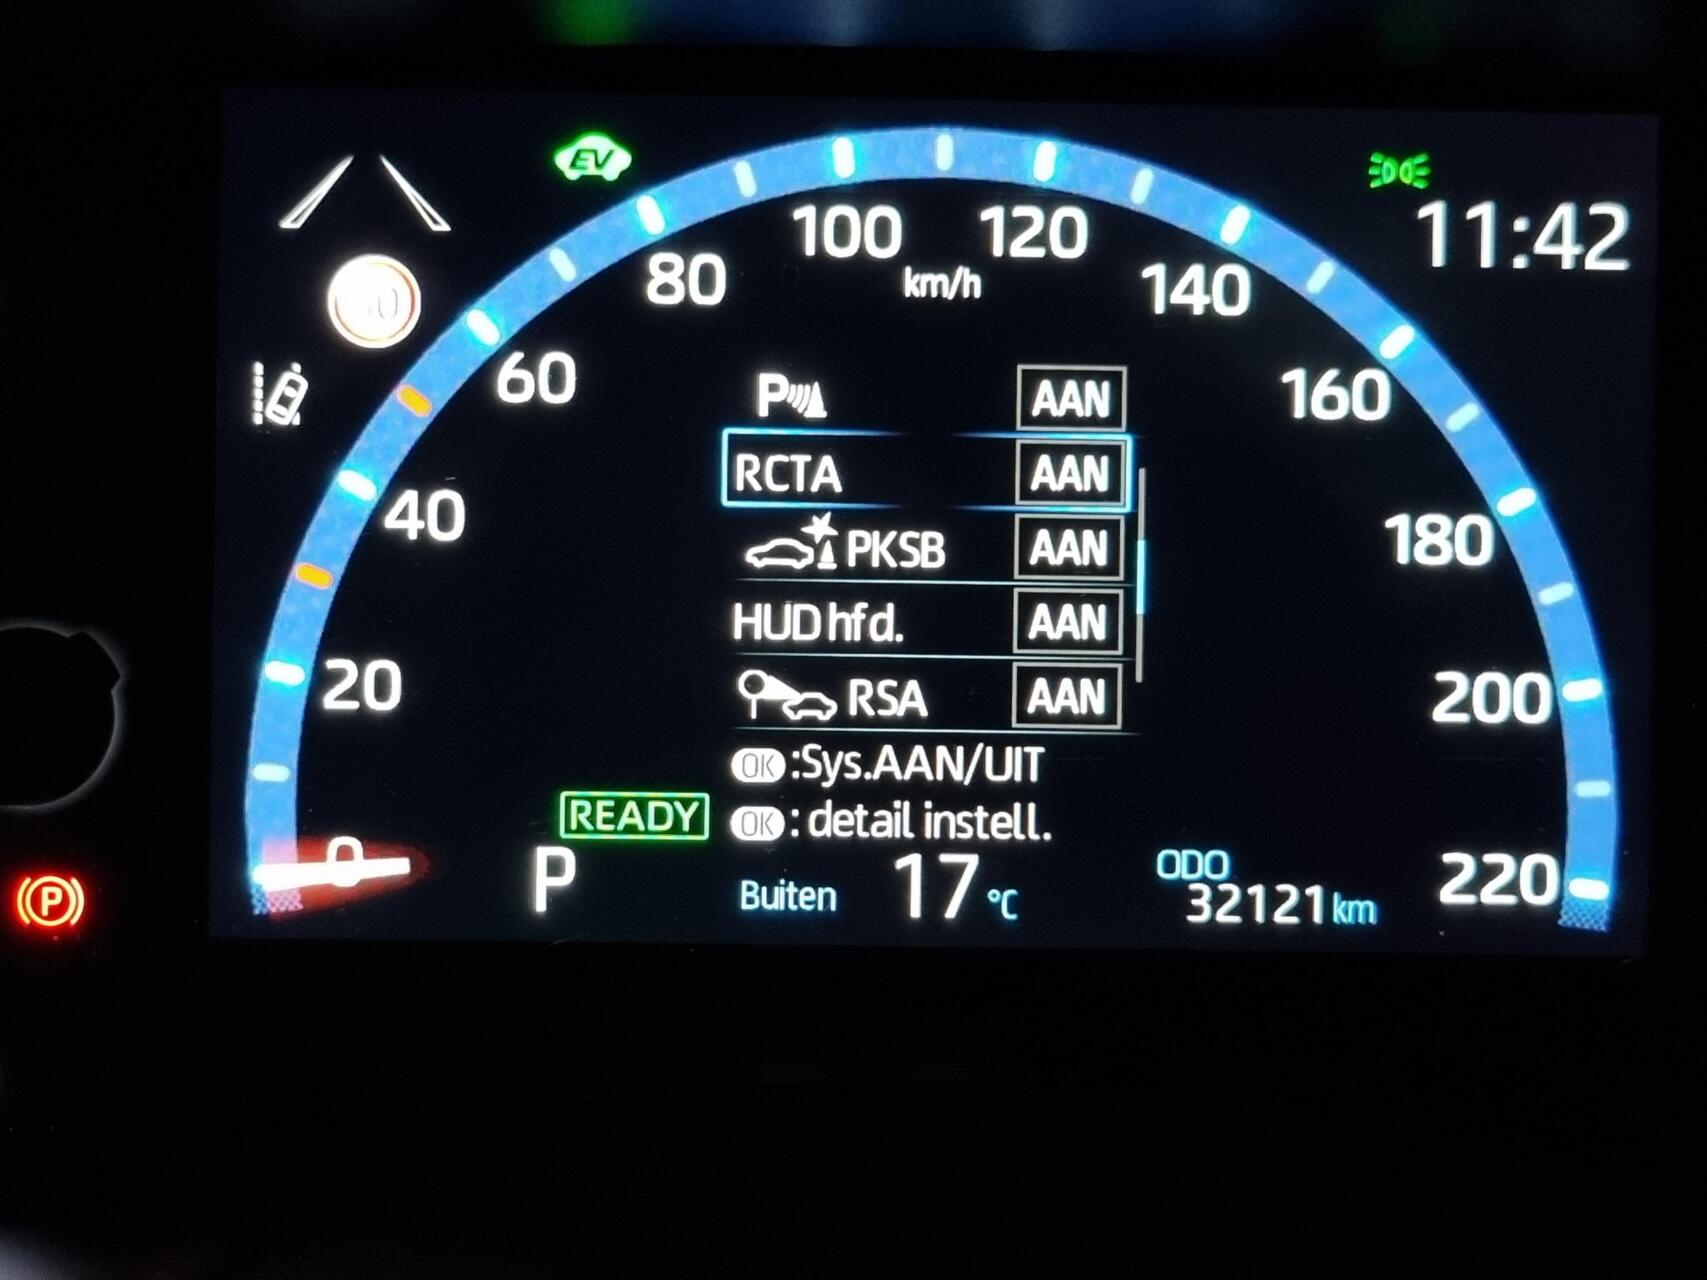 EV
11:42
100 120
80 km/h 140
60 160
P AAN
RCTA AAN
40 180
PKSB AAN
HUD hfd. AAN
20 200
RSA AAN
OK :Sys.AAN/UIT
READY
OK : detail instell.
0 220
P
Buiten 17 °C
ODO
32121 km
P